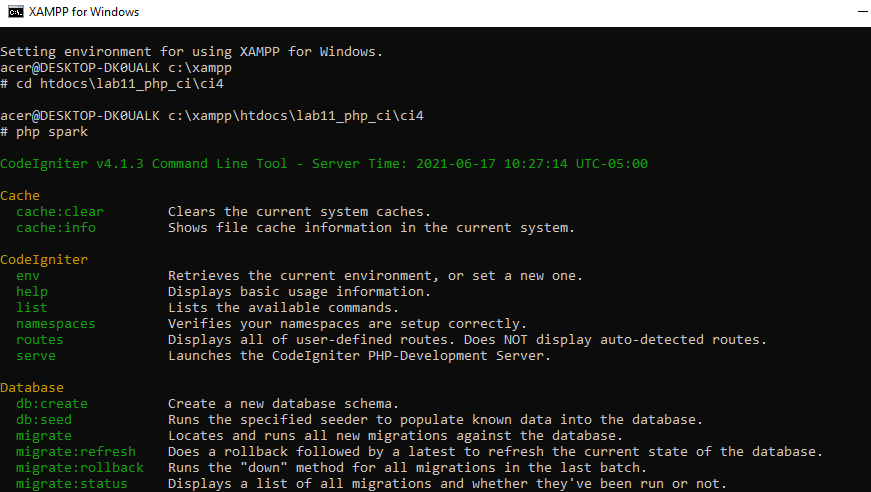 XAMPP for Windows
Setting environment for using XAMPP for Windows.
acer@DESKTOP-DK0UALK c:\xampp
# cd htdocs\lab11_php_ci\ci4
acer@DESKTOP-DK0UALK c:\xampp\htdocs\lab11_php_ci\ci4
# php spark
CodeIgniter v4.1.3 Command Line Tool - Server Time: 2021-06-17 10:27:14 UTC-05:00
Cache
cache:clear Clears the current system caches.
cache:info Shows file cache information in the current system.
CodeIgniter
env Retrieves the current environment, or set a new one.
help Displays basic usage information.
list Lists the available commands.
namespaces Verifies your namespaces are setup correctly.
routes Displays all of user-defined routes. Does NOT display auto-detected routes.
serve Launches the CodeIgniter PHP-Development Server.
Database
db:create Create a new database schema.
db:seed Runs the specified seeder to populate known data into the database.
migrate Locates and runs all new migrations against the database.
migrate:refresh Does a rollback followed by a latest to refresh the current state of the database.
migrate:rollback Runs the "down" method for all migrations in the last batch.
migrate:status Displays a list of all migrations and whether they've been run or not.